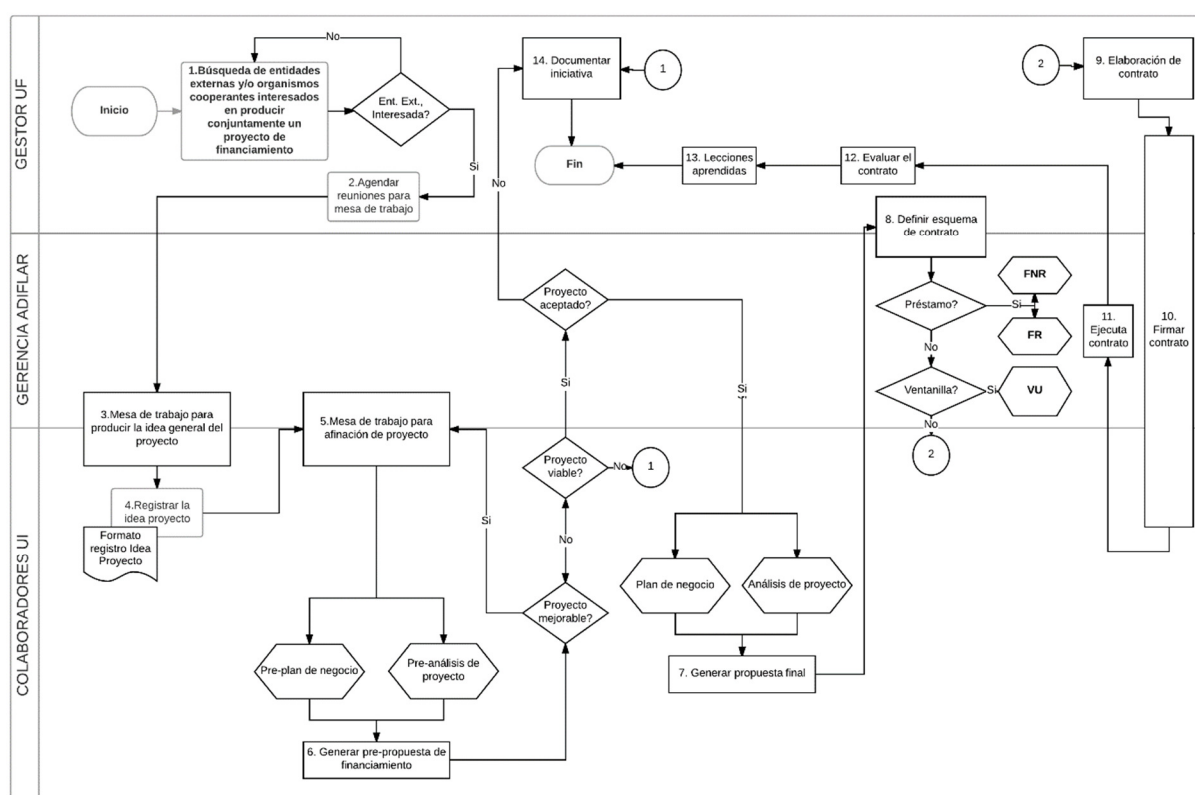 GESTOR UF
Inicio
No
1.Búsqueda de entidades
externas y/o organismos
cooperantes interesados
en producir
conjuntamente un
proyecto de
financiamiento
Ent. Ext.,
Interesada?
Si
2.Agendar
reuniones para
mesa de trabajo
No
14. Documentar
iniciativa
1
Fin
13. Lecciones
aprendidas
12. Evaluar el
contrato
2
9. Elaboración de
contrato
8. Definir esquema
de contrato
GERENCIA ADIFLAR
Proyecto
aceptado?
Si
Si
Préstamo?
Si
FNR
FR
No
Ventanilla?
Si
VU
No
2
11.
Ejecuta
contrato
10.
Firmar
contrato
3.Mesa de trabajo para
producir la idea general del
proyecto
5.Mesa de trabajo para
afinación de proyecto
COLABORADORES UI
4.Registrar la
idea proyecto
Formato
registro Idea
Proyecto
Proyecto
viable?
No
1
Si
No
Proyecto
mejorable?
Pre-plan de negocio
Pre-análisis de
proyecto
6. Generar pre-propuesta de
financiamiento
Plan de negocio
Análisis de proyecto
7. Generar propuesta final